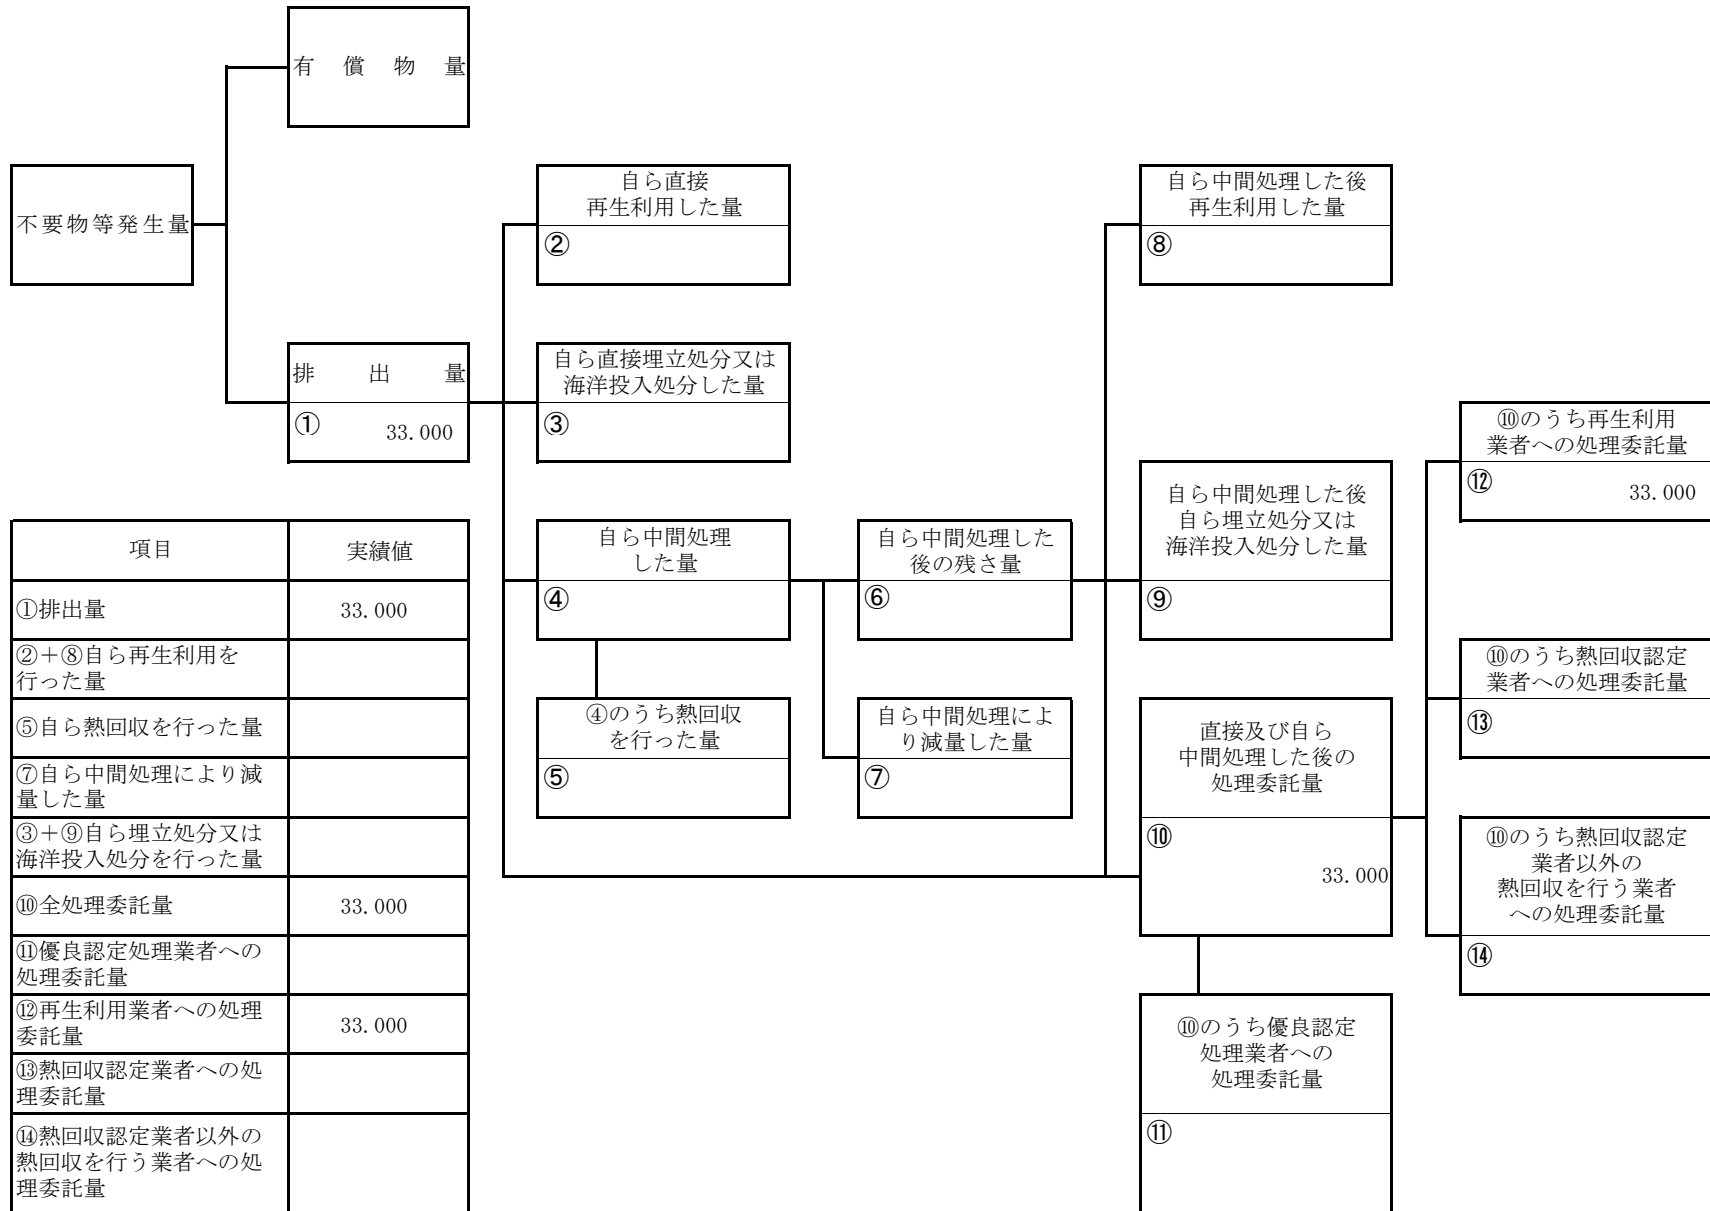 有償物量
不要物等発生量
自ら直接
再生利用した量
②
自ら中間処理した後
再生利用した量
⑧
排出量
① 33.000
自ら直接埋立処分又は
海洋投入処分した量
③
⑩のうち再生利用
業者への処理委託量
⑫ 33.000
自ら中間処理した後
自ら埋立処分又は
海洋投入処分した量
⑨
自ら中間処理
した量
④
自ら中間処理した
後の残さ量
⑥
⑩のうち熱回収認定
業者への処理委託量
⑬
④のうち熱回収
を行った量
⑤
自ら中間処理によ
り減量した量
⑦
直接及び自ら
中間処理した後の
処理委託量
⑩
33.000
⑩のうち熱回収認定
業者以外の
熱回収を行う業者
への処理委託量
⑭
⑩のうち優良認定
処理業者への
処理委託量
⑪
項目 実績値
①排出量 33.000
②+⑧自ら再生利用を
行った量
⑤自ら熱回収を行った量
⑦自ら中間処理により減
量した量
③+⑨自ら埋立処分又は
海洋投入処分を行った量
⑩全処理委託量 33.000
⑪優良認定処理業者への
処理委託量
⑫再生利用業者への処理
委託量 33.000
⑬熱回収認定業者への処
理委託量
⑭熱回収認定業者以外の
熱回収を行う業者への処
理委託量